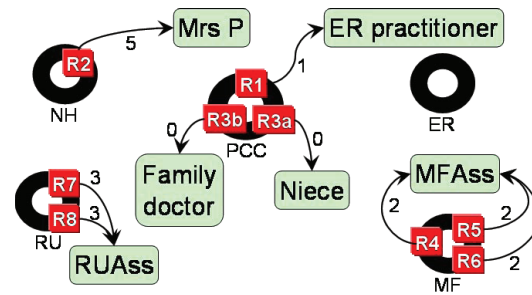 Mrs P
ER practitioner
5
R2
1
R1
NH
R3b
R3a
ER
0
PCC
0
Family
doctor
Niece
MFAss
R7
3
R8
3
RU
RUAss
2
R4
R5
2
R6
2
MF